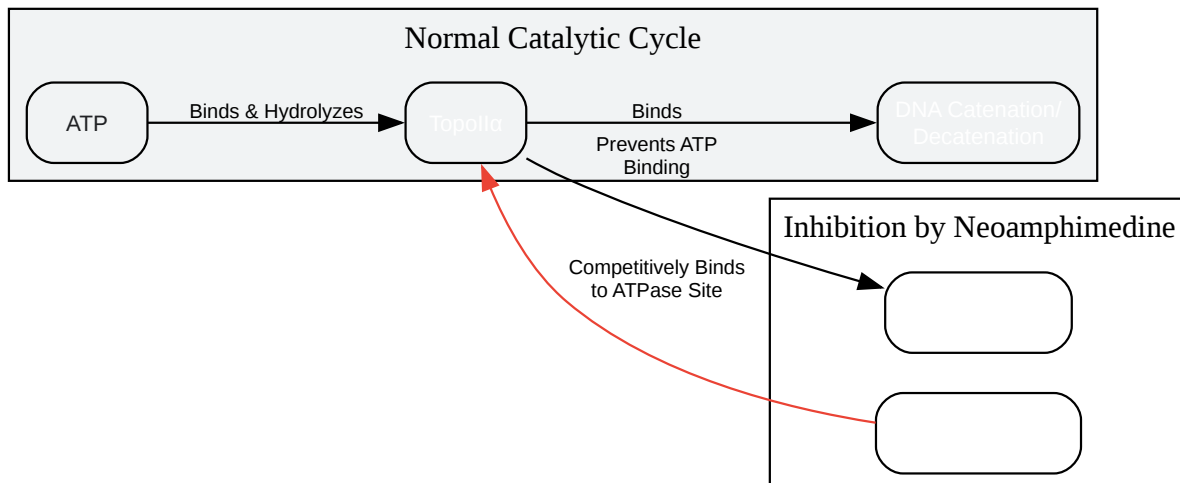 Normal Catalytic Cycle
ATP
Binds & Hydrolyzes
TopoIIα
Binds
DNA Catenation/
Decatenation
Prevents ATP
Binding
Inhibition by Neoamphimedine
Competitively Binds
to ATPase Site